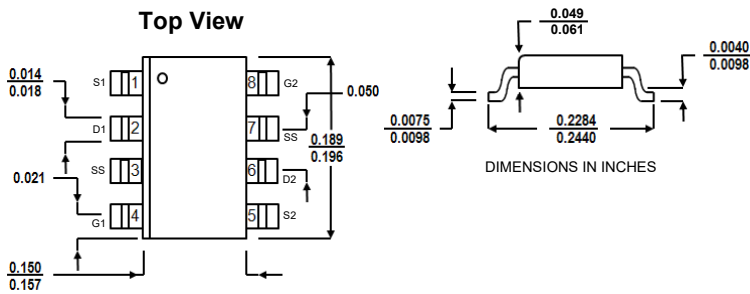 Top View
0.014
0.018
S1 1
8 G2
0.050
D1 2
7 SS
0.189
0.196
SS 3
6 D2
0.021
G1 4
5 S2
0.150
0.157
0.049
0.061
0.0040
0.0098
0.0075
0.0098
0.2284
0.2440
DIMENSIONS IN INCHES